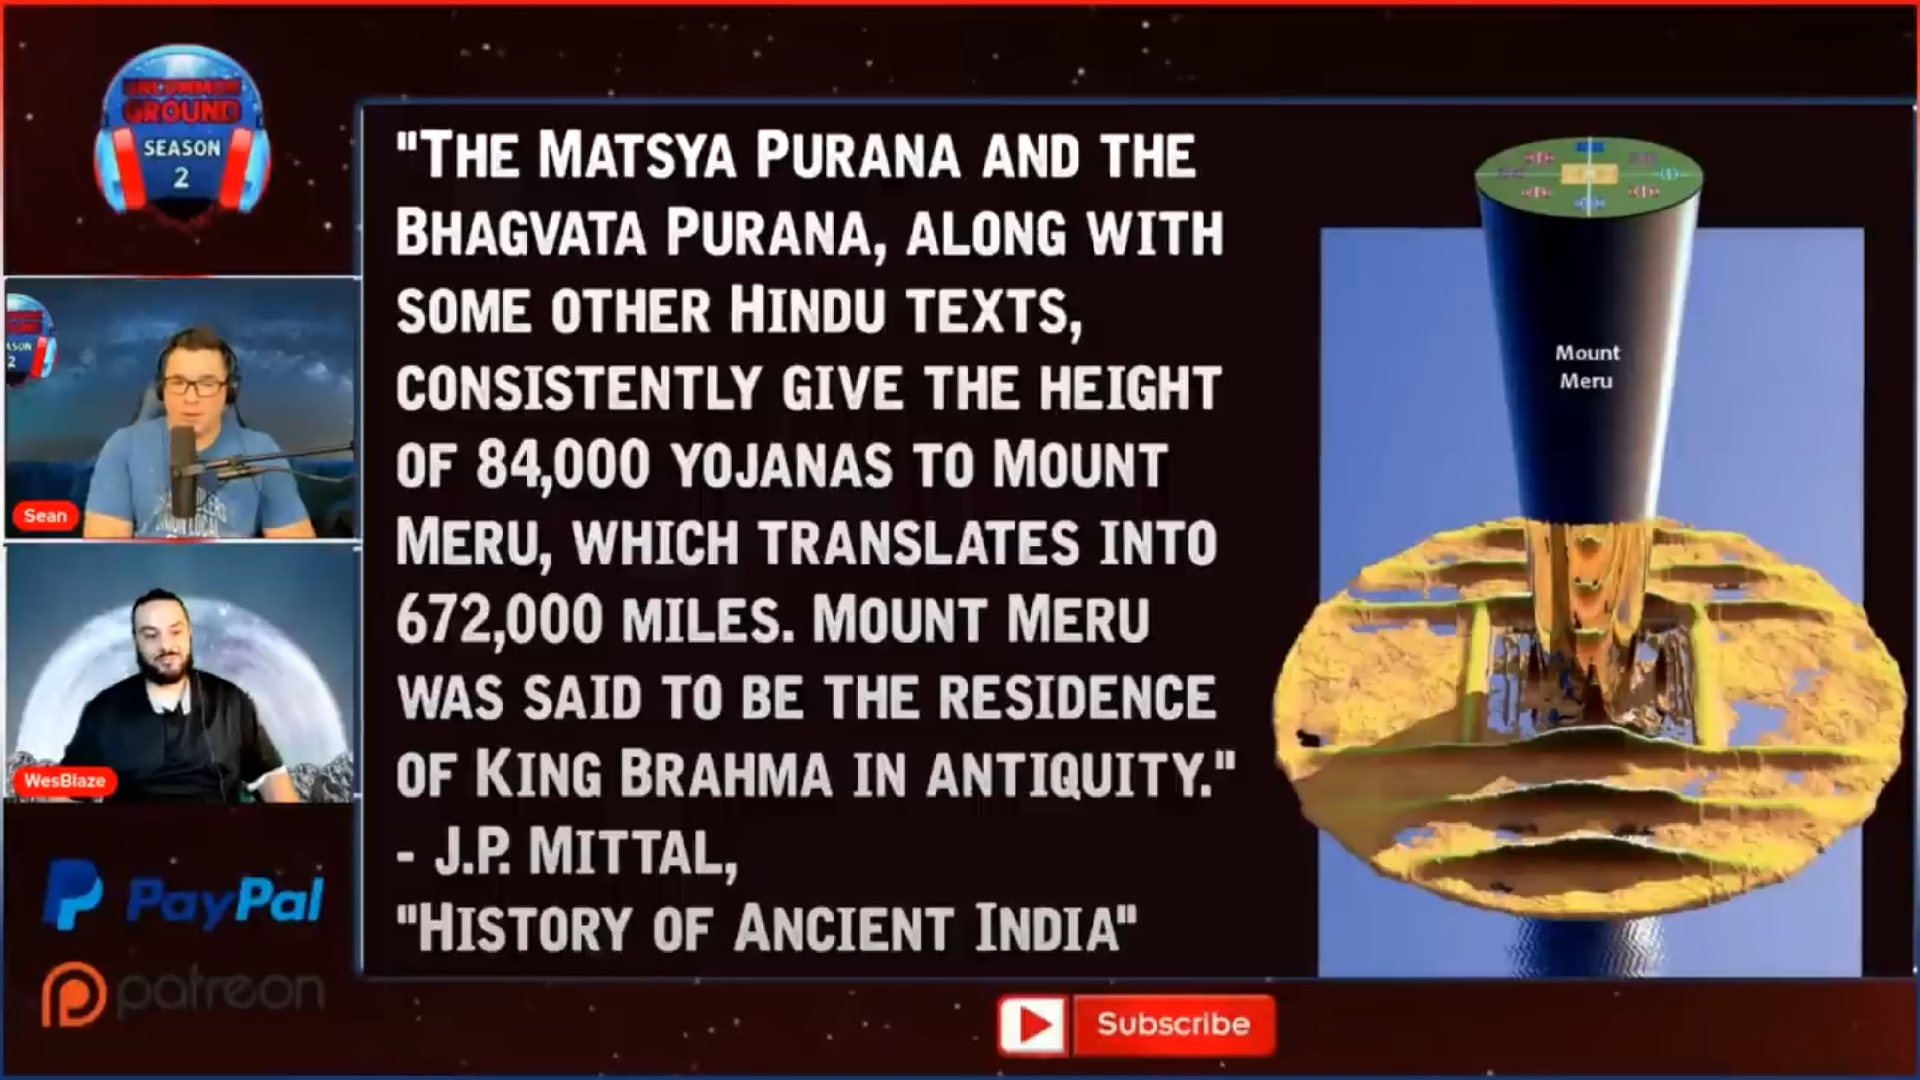 UNCOMMON
GROUND
SEASON
2
"THE MATSYA PURANA AND THE
BHAGVATA PURANA, ALONG WITH
SOME OTHER HINDU TEXTS,
CONSISTENTLY GIVE THE HEIGHT
OF 84,000 YOJANAS TO MOUNT
MERU, WHICH TRANSLATES INTO
672,000 MILES. MOUNT MERU
WAS SAID TO BE THE RESIDENCE
OF KING BRAHMA IN ANTIQUITY."
- J.P. MITTAL,
"HISTORY OF ANCIENT INDIA"
Mount
Meru
Sean
WesBlaze
PayPal
patreon
Subscribe